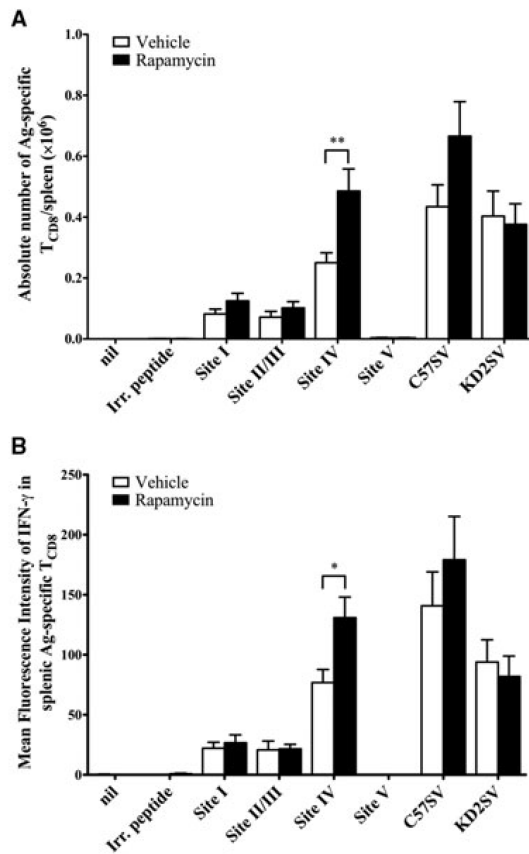 A
Vehicle
Rapamycin
Absolute number of Ag-specific
T_CD8/spleen (×10⁶)
1.0
0.8
0.6
0.4
0.2
0.0
**
nil
Irr. peptide
Site I
Site II/III
Site IV
Site V
C57SV
KD2SV
B
Vehicle
Rapamycin
Mean Fluorescence Intensity of IFN-γ in
splenic Ag-specific T_CD8
250
200
150
100
50
0
*
nil
Irr. peptide
Site I
Site II/III
Site IV
Site V
C57SV
KD2SV